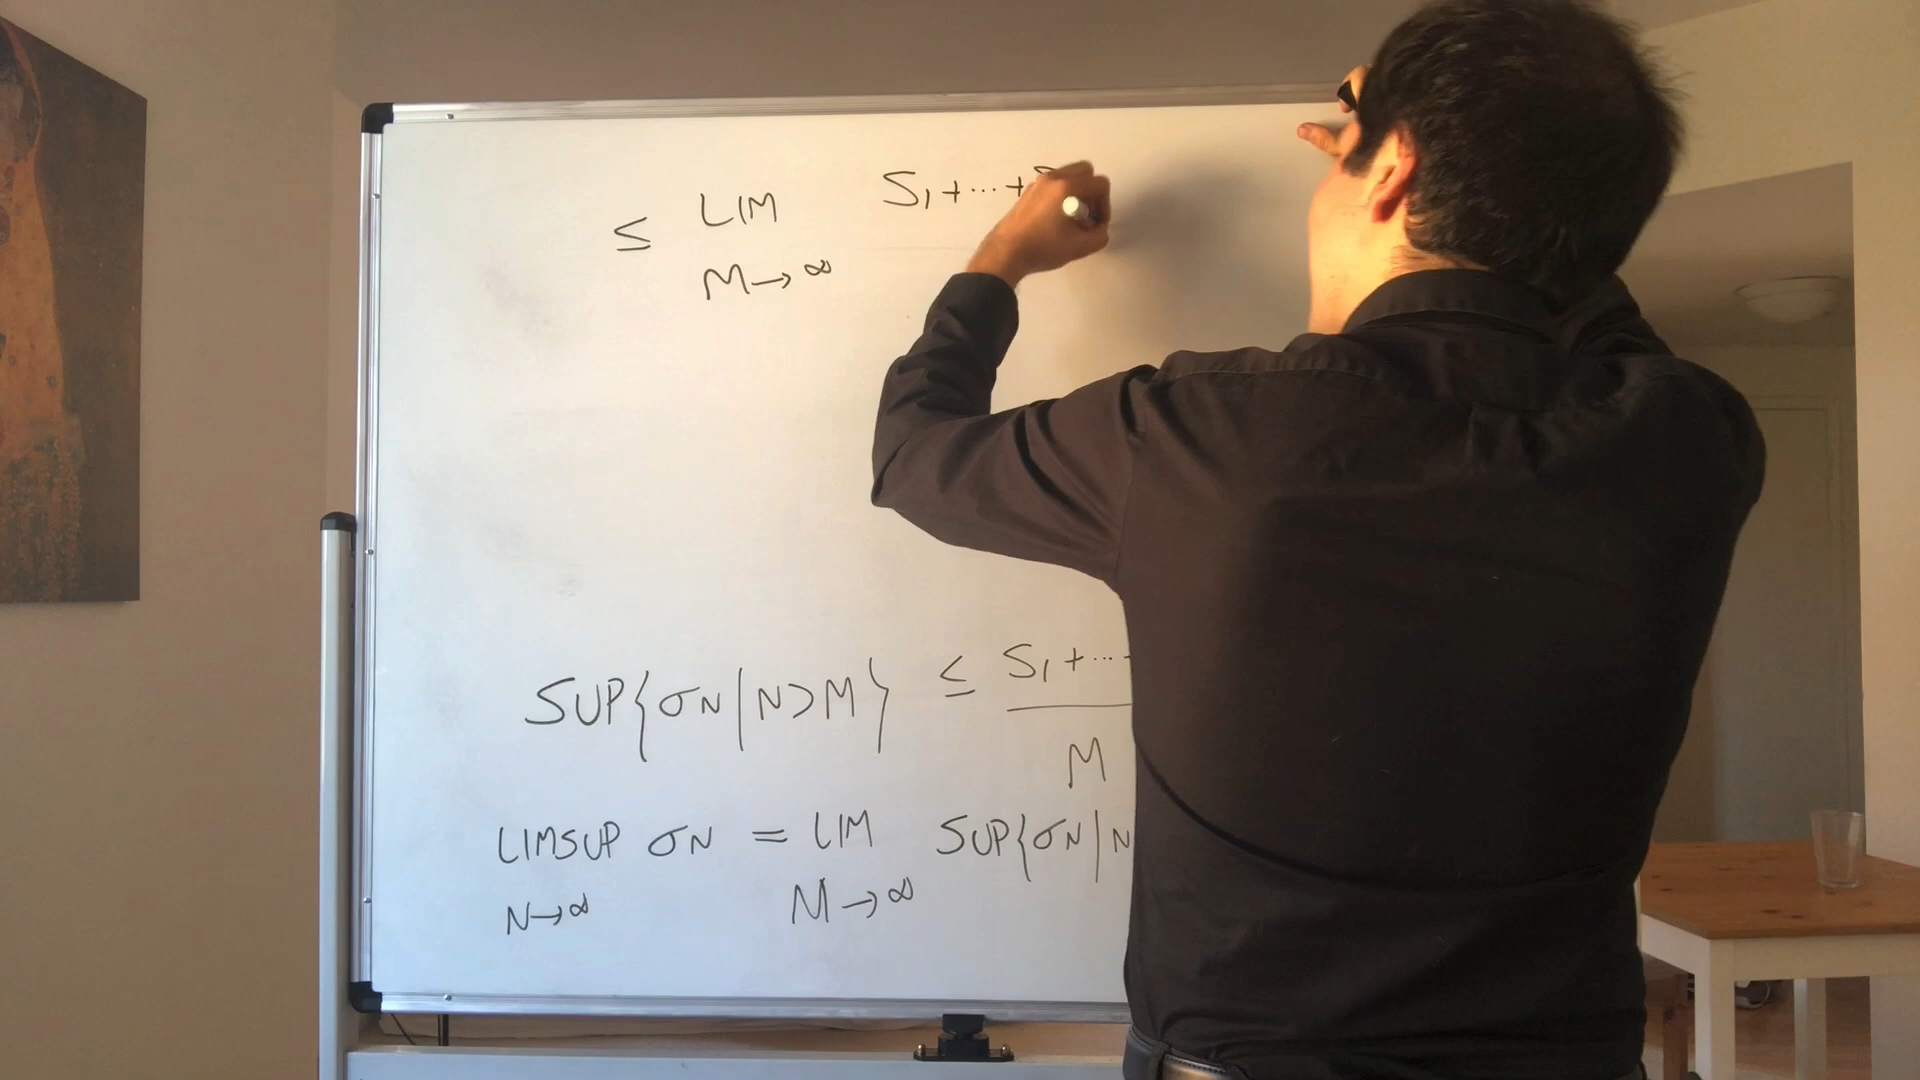 ≤ LIM S1+⋯+
M→∞
SUP{σN|N>M} ≤ S1+⋯
M
LIMSUP σN = LIM SUP{σN|N
N→∞ M→∞